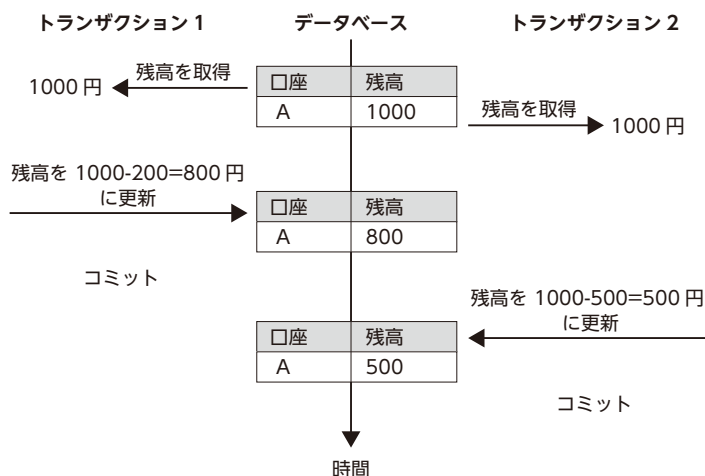 トランザクション 1 データベース トランザクション 2
残高を取得
1000 円
口座 残高
A 1000
残高を取得
1000 円
残高を 1000-200=800 円
に更新
口座 残高
A 800
コミット
残高を 1000-500=500 円
に更新
口座 残高
A 500
コミット
時間